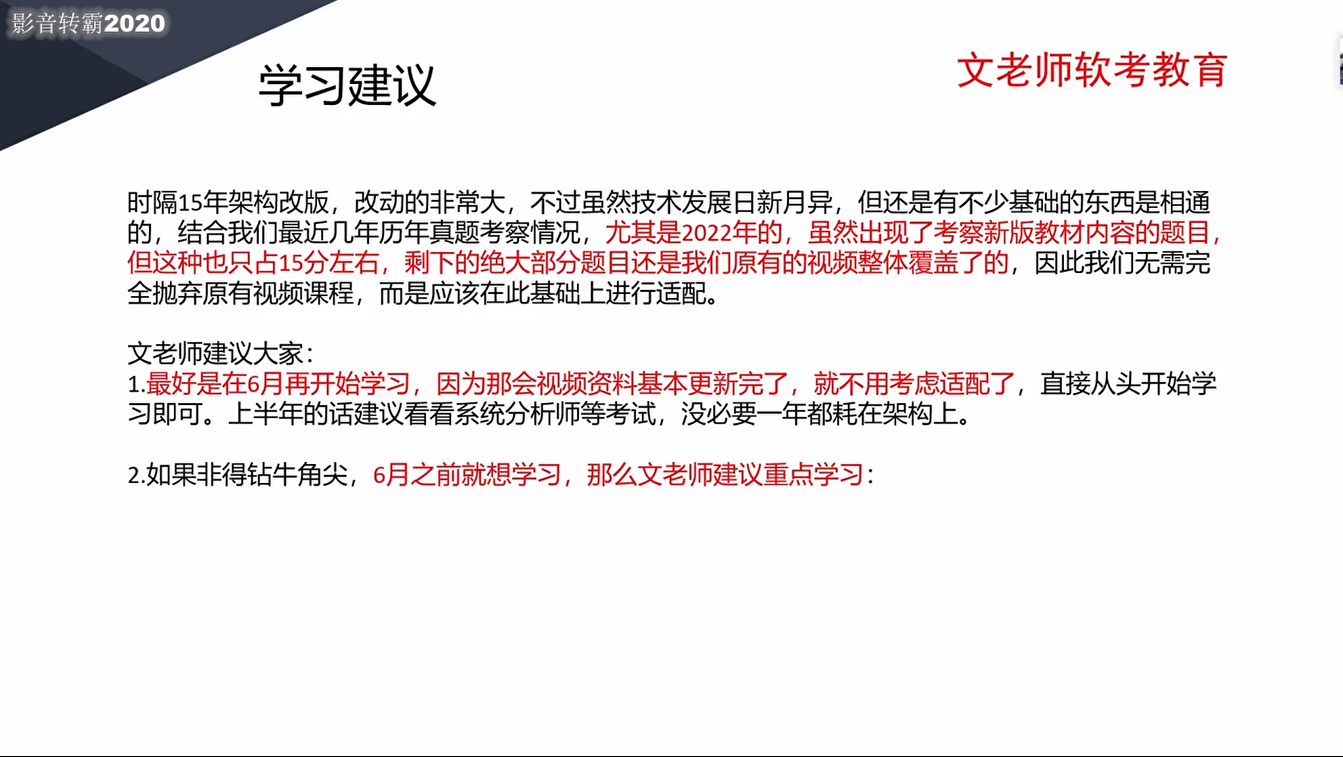 影音转霸2020
学习建议
文老师软考教育
时隔15年架构改版，改动的非常大，不过虽然技术发展日新月异，但还是有不少基础的东西是相通
的，结合我们最近几年历年真题考察情况，尤其是2022年的，虽然出现了考察新版教材内容的题目，
但这种也只占15分左右，剩下的绝大部分题目还是我们原有的视频整体覆盖了的，因此我们无需完
全抛弃原有视频课程，而是应该在此基础上进行适配。
文老师建议大家：
1.最好是在6月再开始学习，因为那会视频资料基本更新完了，就不用考虑适配了，直接从头开始学
习即可。上半年的话建议看看系统分析师等考试，没必要一年都耗在架构上。
2.如果非得钻牛角尖，6月之前就想学习，那么文老师建议重点学习：